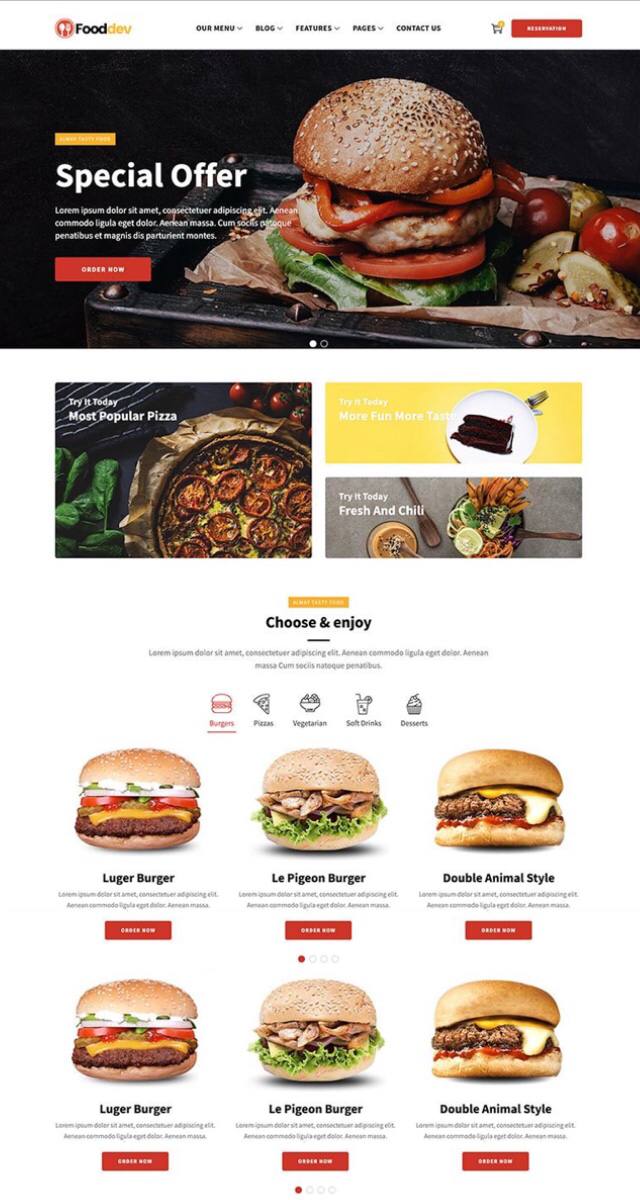 Fooddev
OUR MENU
BLOG
FEATURES
PAGES
CONTACT US
RESERVATION
ALWAY TASTY FOOD
Special Offer
Lorem ipsum dolor sit amet, consectetuer adipiscing elit. Aenean
commodo ligula eget dolor. Aenean massa. Cum sociis natoque
penatibus et magnis dis parturient montes.
ORDER NOW
Try It Today
Most Popular Pizza
Try It Today
More Fun More Taste
Try It Today
Fresh And Chili
ALWAY TASTY FOOD
Choose & enjoy
Lorem ipsum dolor sit amet, consectetuer adipiscing elit. Aenean commodo ligula eget dolor. Aenean
massa Cum sociis natoque penatibus.
Burgers
Pizzas
Vegetarian
Soft Drinks
Desserts
Luger Burger
Lorem ipsum dolor sit amet, consectetuer adipiscing elit.
Aenean commodo ligula eget dolor. Aenean massa.
ORDER NOW
Le Pigeon Burger
Lorem ipsum dolor sit amet, consectetuer adipiscing elit.
Aenean commodo ligula eget dolor. Aenean massa.
ORDER NOW
Double Animal Style
Lorem ipsum dolor sit amet, consectetuer adipiscing elit.
Aenean commodo ligula eget dolor. Aenean massa.
ORDER NOW
Luger Burger
Lorem ipsum dolor sit amet, consectetuer adipiscing elit.
Aenean commodo ligula eget dolor. Aenean massa.
ORDER NOW
Le Pigeon Burger
Lorem ipsum dolor sit amet, consectetuer adipiscing elit.
Aenean commodo ligula eget dolor. Aenean massa.
ORDER NOW
Double Animal Style
Lorem ipsum dolor sit amet, consectetuer adipiscing elit.
Aenean commodo ligula eget dolor. Aenean massa.
ORDER NOW